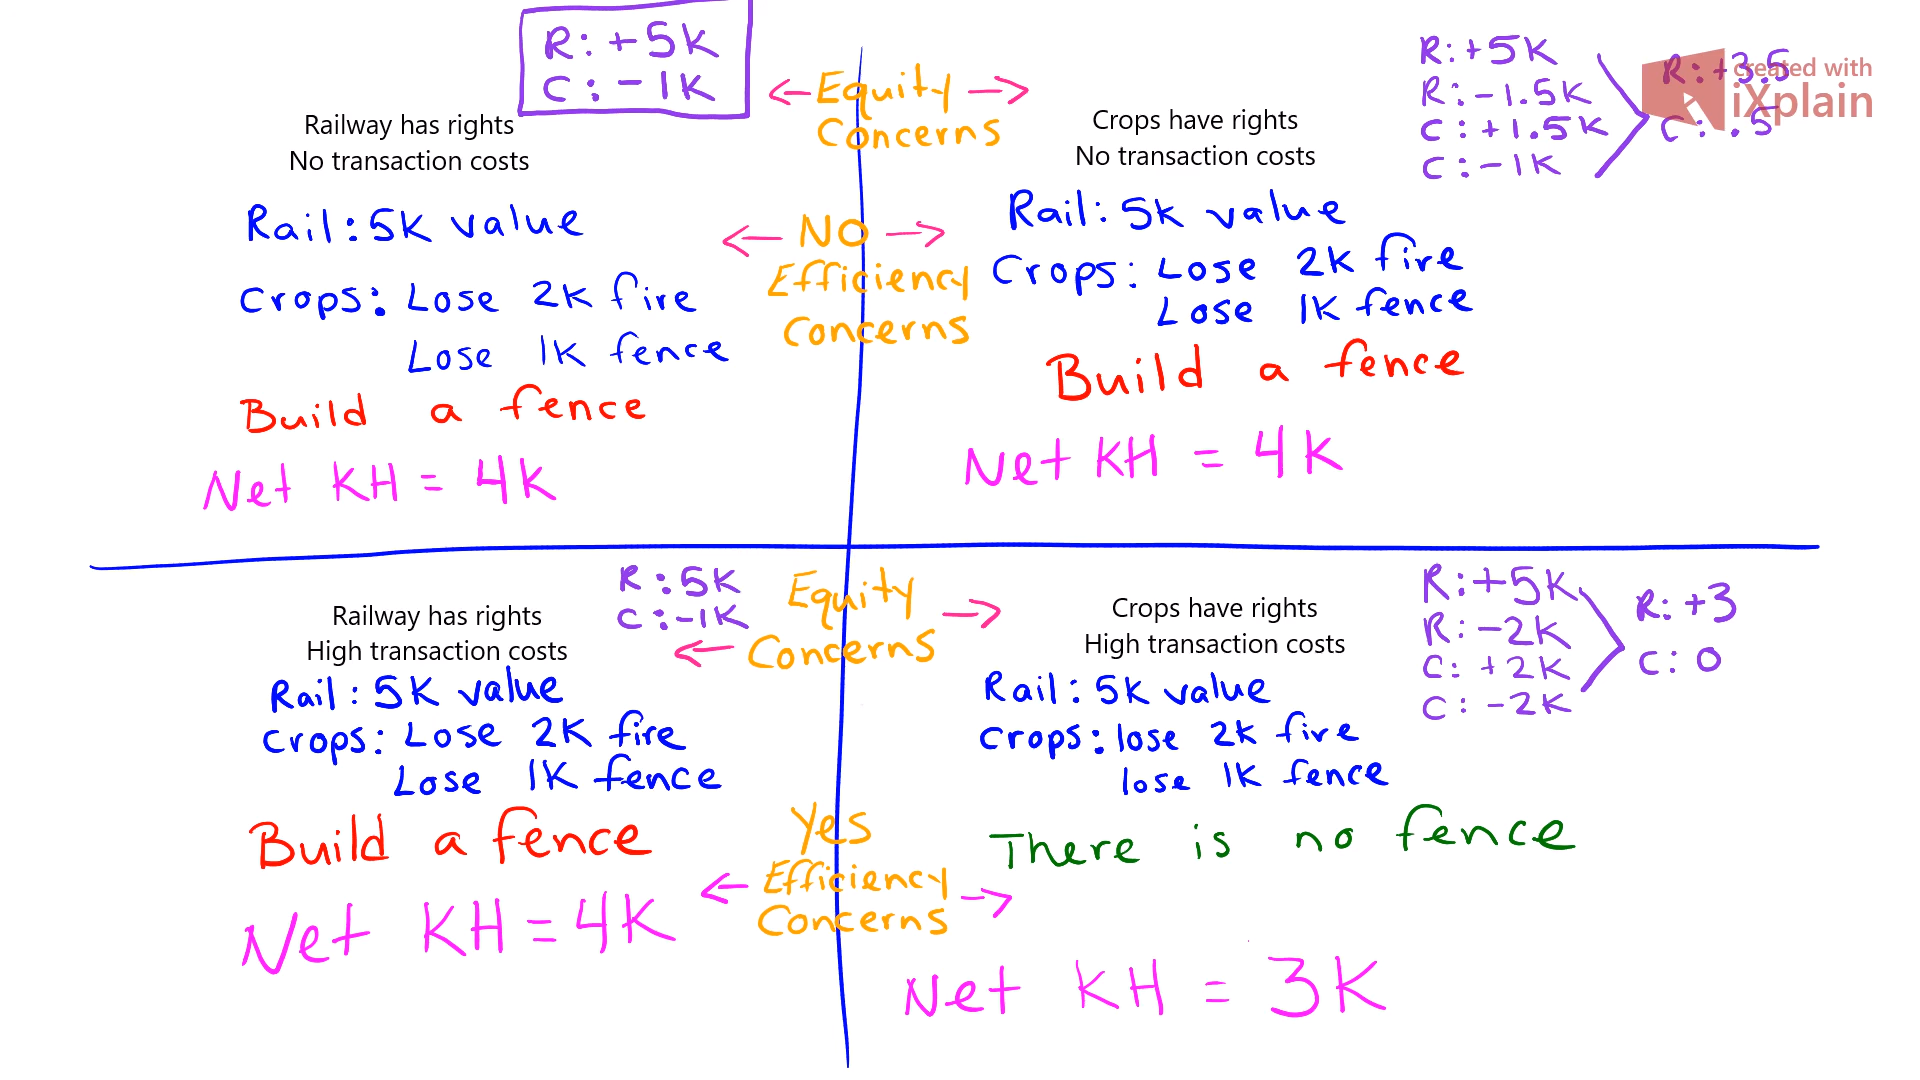 R: +5K
C: -1K
Railway has rights
No transaction costs
Rail: 5K value
Crops: Lose 2K fire
Lose 1K fence
Build a fence
Net KH = 4K
← Equity →
Concerns
← NO →
Efficiency
Concerns
Crops have rights
No transaction costs
R: +5K
R: -1.5K
C: +1.5K
C: -1K
R: +3.5
C: .5
created with
iXplain
Rail: 5K value
Crops: Lose 2K fire
Lose 1K fence
Build a fence
Net KH = 4K
Railway has rights
High transaction costs
R: 5K
C: -1K
Rail: 5K value
Crops: Lose 2K fire
Lose 1K fence
Build a fence
Net KH = 4K
Equity →
← Concerns
Yes
← Efficiency →
Concerns
Crops have rights
High transaction costs
R: +5K
R: -2K
C: +2K
C: -2K
R: +3
C: 0
Rail: 5K value
Crops: lose 2K fire
lose 1K fence
There is no fence
Net KH = 3K